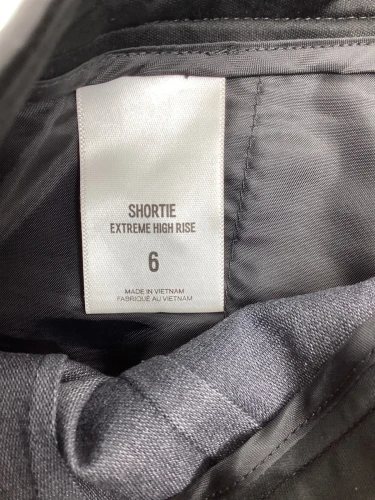 SHORTIE
EXTREME HIGH RISE
6
MADE IN VIETNAM
FABRIQUÉ AU VIETNAM